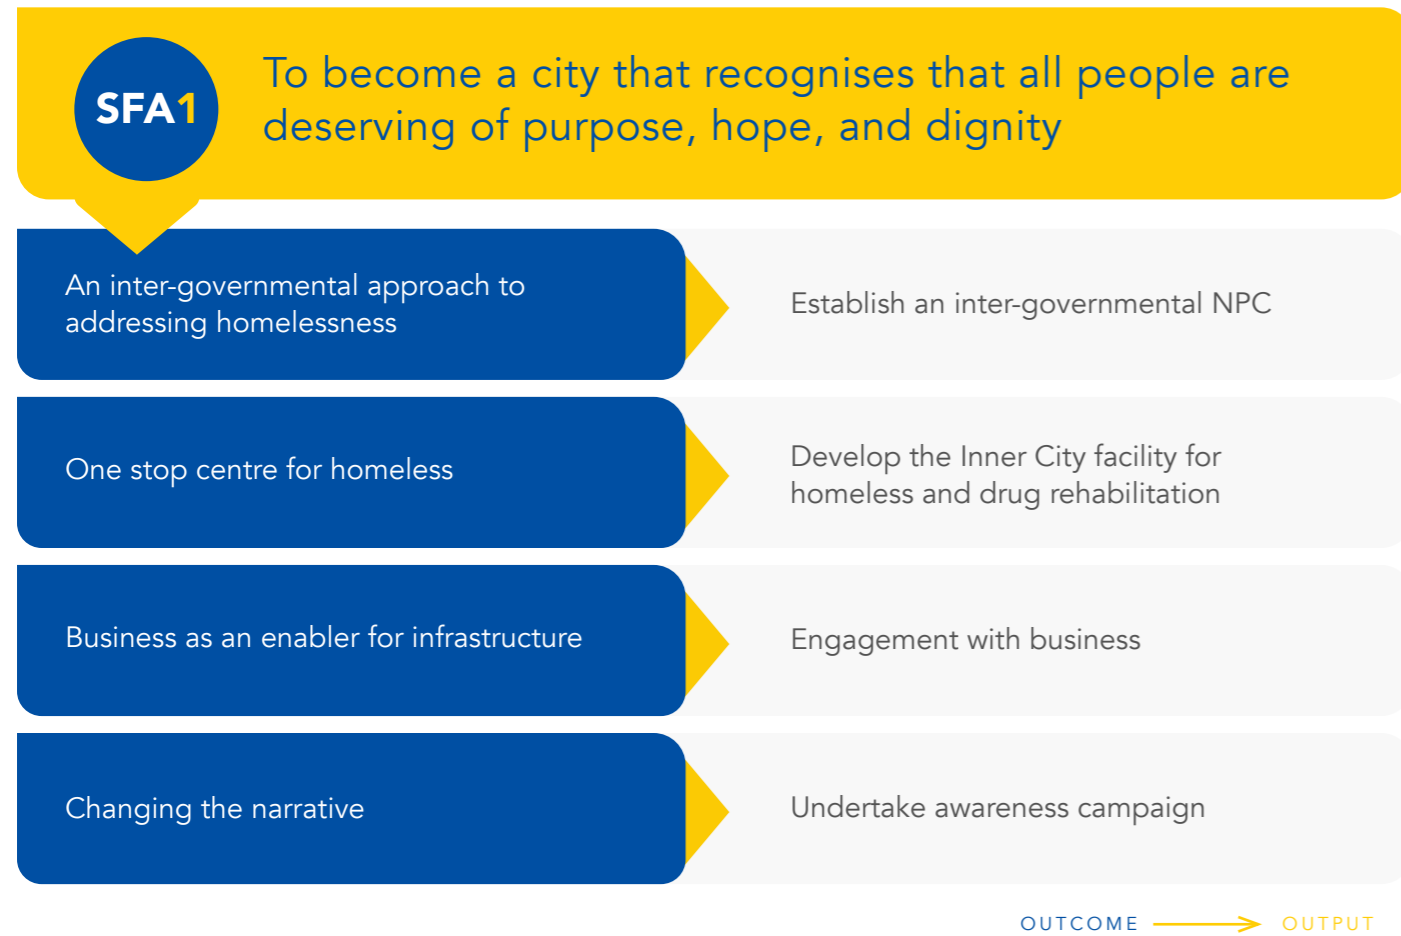 SFA1
To become a city that recognises that all people are
deserving of purpose, hope, and dignity
An inter-governmental approach to
addressing homelessness
Establish an inter-governmental NPC
One stop centre for homeless
Develop the Inner City facility for
homeless and drug rehabilitation
Business as an enabler for infrastructure
Engagement with business
Changing the narrative
Undertake awareness campaign
OUTCOME OUTPUT